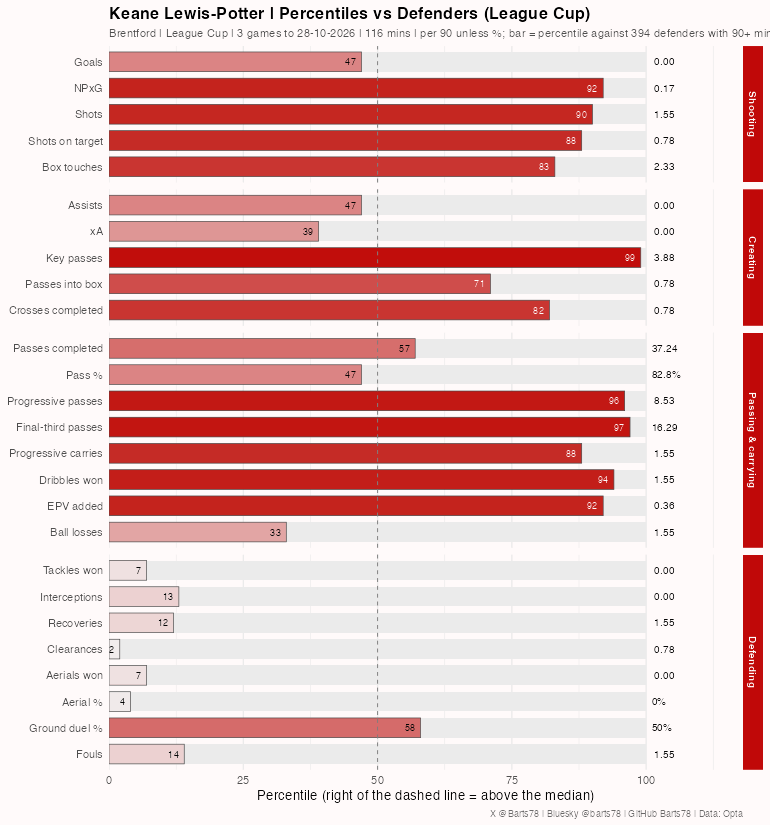 Keane Lewis-Potter | Percentiles vs Defenders (League Cup)
Brentford | League Cup | 3 games to 28-10-2026 | 116 mins | per 90 unless %; bar = percentile against 394 defenders with 90+ min
Goals 47 0.00
NPxG 92 0.17
Shots 90 1.55
Shots on target 88 0.78
Box touches 83 2.33
Shooting
Assists 47 0.00
xA 39 0.00
Key passes 99 3.88
Passes into box 71 0.78
Crosses completed 82 0.78
Creating
Passes completed 57 37.24
Pass % 47 82.8%
Progressive passes 96 8.53
Final-third passes 97 16.29
Progressive carries 88 1.55
Dribbles won 94 1.55
EPV added 92 0.36
Ball losses 33 1.55
Passing & carrying
Tackles won 7 0.00
Interceptions 13 0.00
Recoveries 12 1.55
Clearances 2 0.78
Aerials won 7 0.00
Aerial % 4 0%
Ground duel % 58 50%
Fouls 14 1.55
Defending
0 25 50 75 100
Percentile (right of the dashed line = above the median)
X @Barts78 | Bluesky @barts78 | GitHub Barts78 | Data: Opta